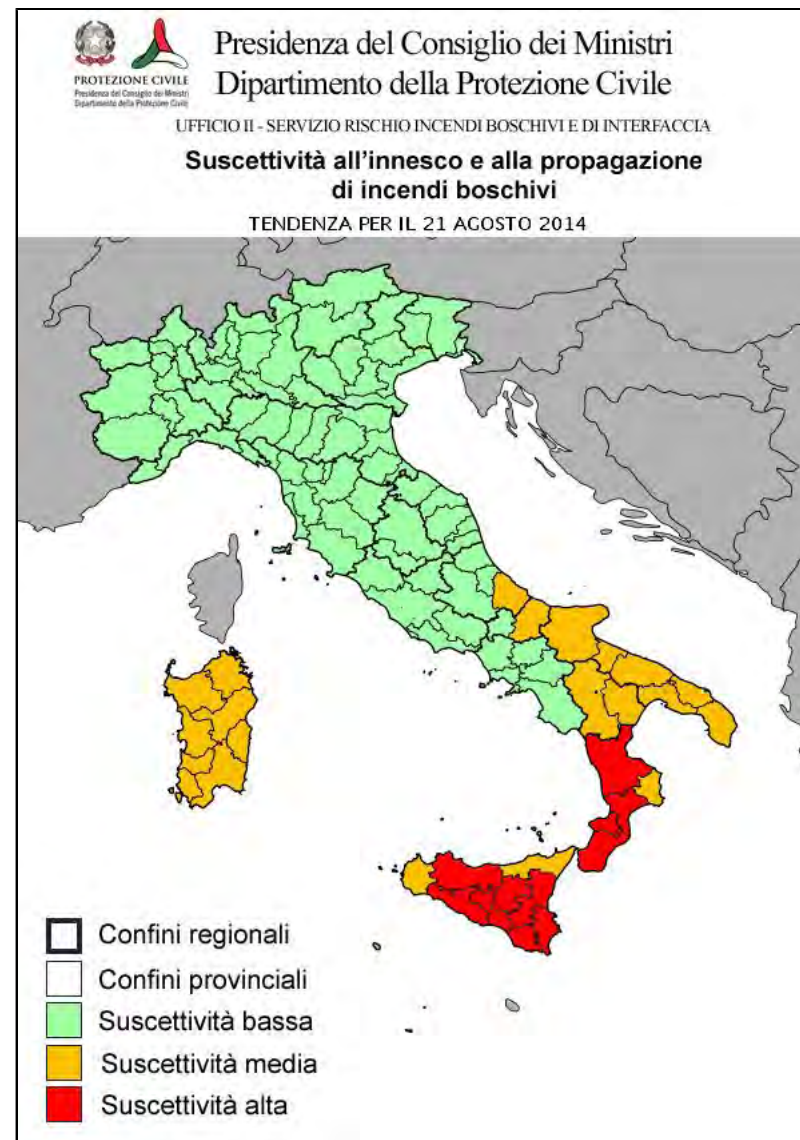 PROTEZIONE CIVILE
Presidenza del Consiglio dei Ministri
Dipartimento della Protezione Civile
Presidenza del Consiglio dei Ministri
Dipartimento della Protezione Civile
UFFICIO II - SERVIZIO RISCHIO INCENDI BOSCHIVI E DI INTERFACCIA
Suscettività all'innesco e alla propagazione
di incendi boschivi
TENDENZA PER IL 21 AGOSTO 2014
Confini regionali
Confini provinciali
Suscettività bassa
Suscettività media
Suscettività alta